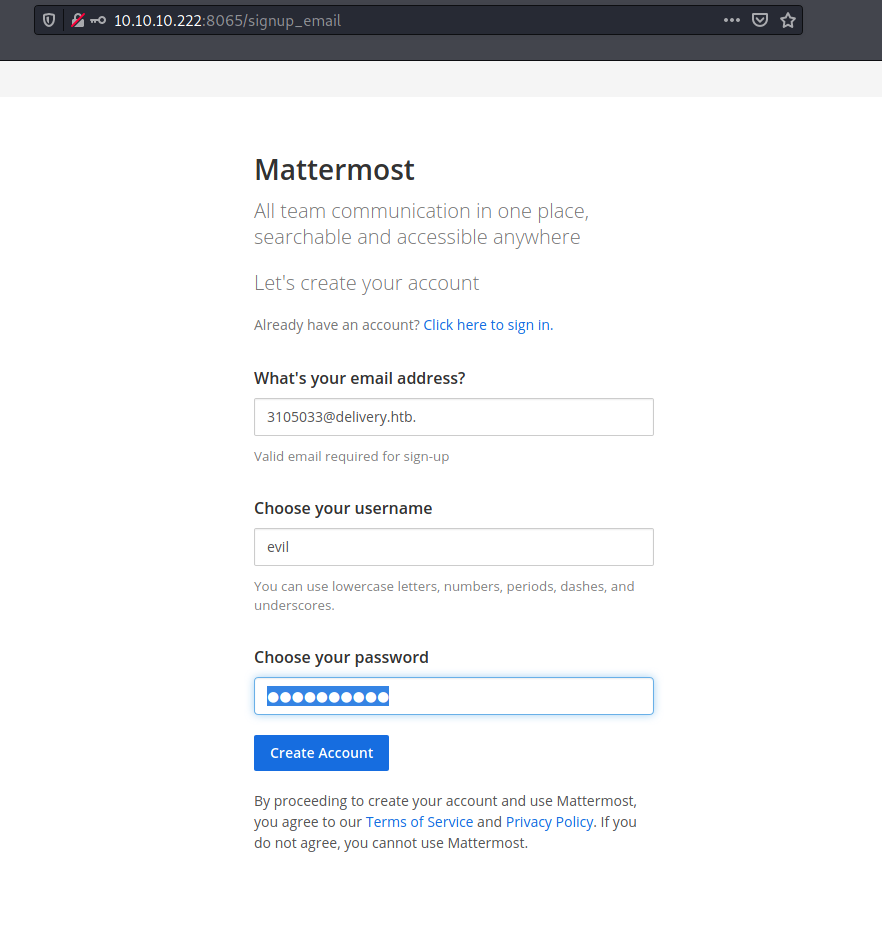 10.10.10.222:8065/signup_email
Mattermost
All team communication in one place,
searchable and accessible anywhere
Let's create your account
Already have an account? Click here to sign in.
What's your email address?
3105033@delivery.htb.
Valid email required for sign-up
Choose your username
evil
You can use lowercase letters, numbers, periods, dashes, and
underscores.
Choose your password
●●●●●●●●●●
Create Account
By proceeding to create your account and use Mattermost,
you agree to our Terms of Service and Privacy Policy. If you
do not agree, you cannot use Mattermost.